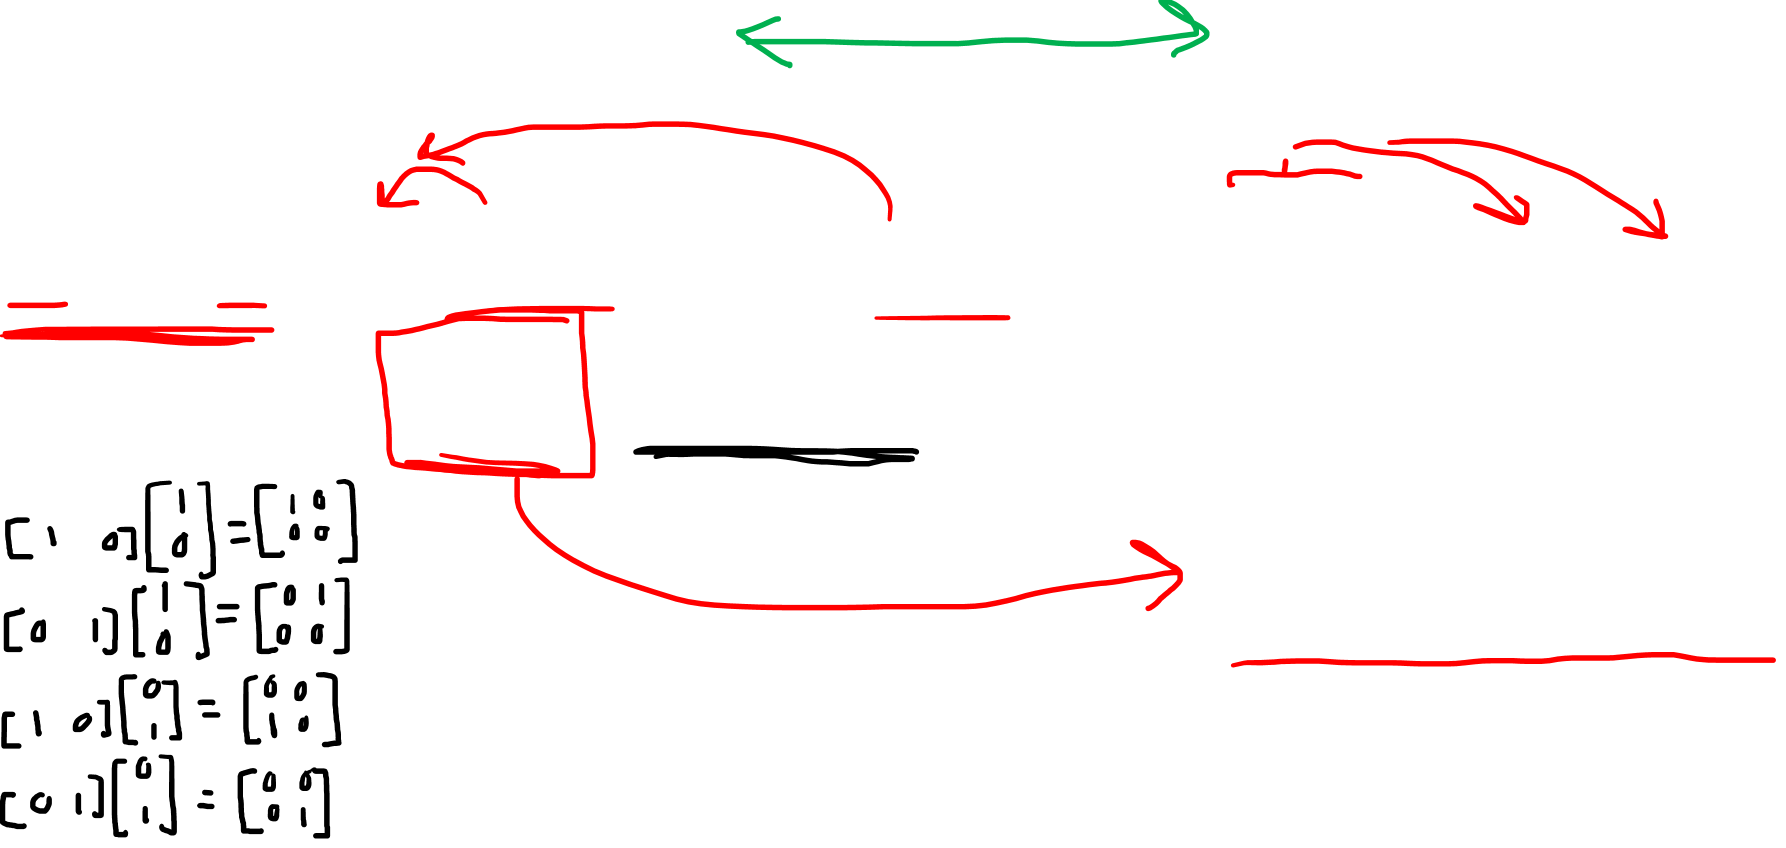 [1 0][1 0] = [1 0 0 0]
[0 1][1 0] = [0 1 0 0]
[1 0][0 1] = [0 0 1 0]
[0 1][0 1] = [0 0 0 1]